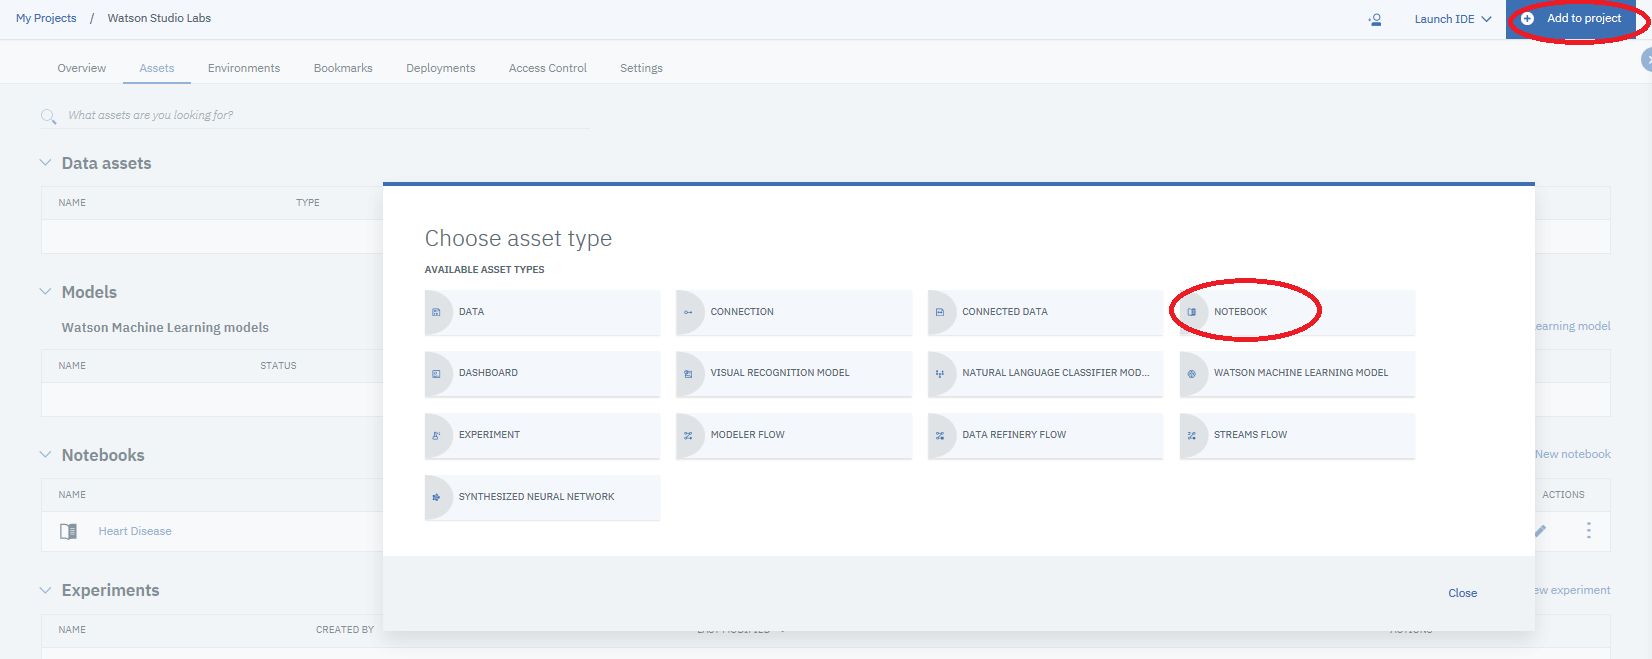 My Projects / Watson Studio Labs
Launch IDE
Add to project
Overview Assets Environments Bookmarks Deployments Access Control Settings
What assets are you looking for?
Data assets
NAME TYPE
Choose asset type
AVAILABLE ASSET TYPES
DATA CONNECTION CONNECTED DATA NOTEBOOK
DASHBOARD VISUAL RECOGNITION MODEL NATURAL LANGUAGE CLASSIFIER MOD... WATSON MACHINE LEARNING MODEL
EXPERIMENT MODELER FLOW DATA REFINERY FLOW STREAMS FLOW
SYNTHESIZED NEURAL NETWORK
Close
Models
Watson Machine Learning models
earning model
NAME STATUS
Notebooks
New notebook
NAME ACTIONS
Heart Disease
Experiments
ew experiment
NAME CREATED BY LAST MODIFIED ACTIONS